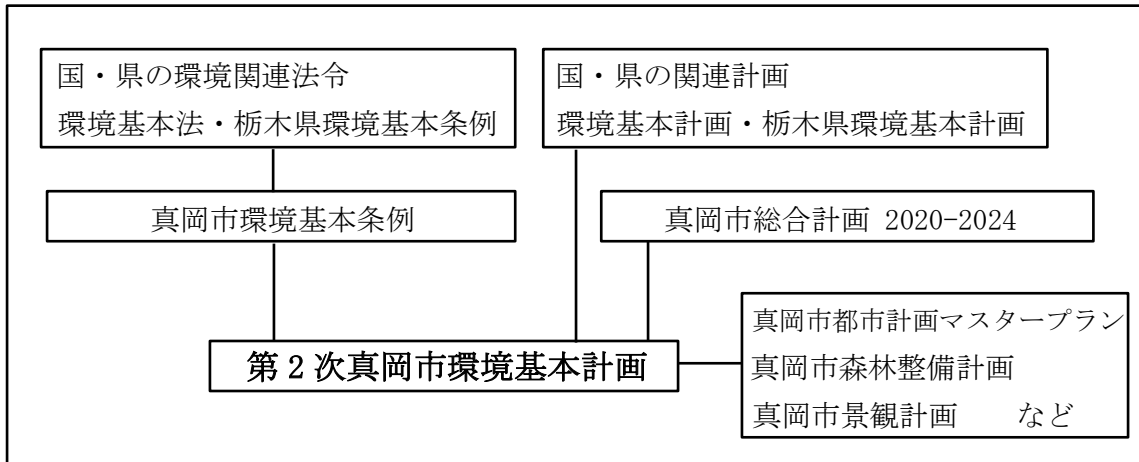 国・県の環境関連法令
環境基本法・栃木県環境基本条例
国・県の関連計画
環境基本計画・栃木県環境基本計画
真岡市環境基本条例
真岡市総合計画 2020-2024
第2次真岡市環境基本計画
真岡市都市計画マスタープラン
真岡市森林整備計画
真岡市景観計画　　など